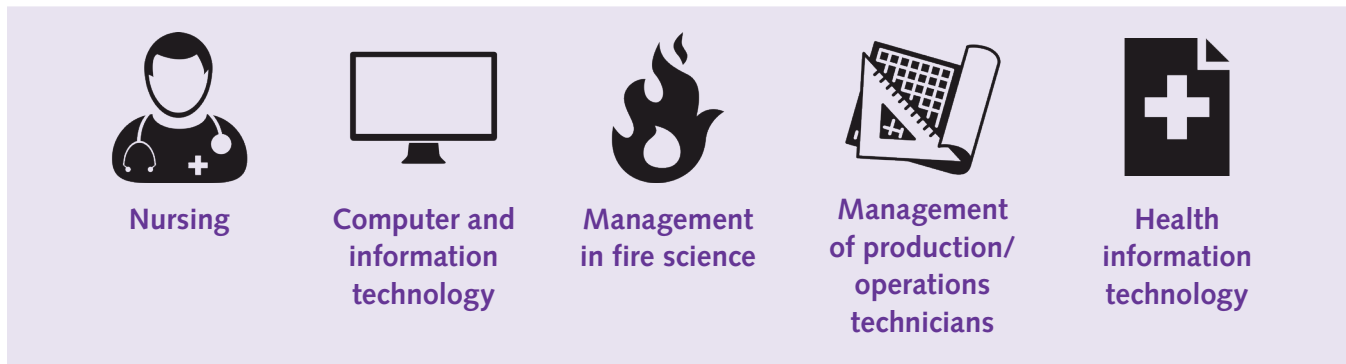 Nursing
Computer and
information
technology
Management
in fire science
Management
of production/
operations
technicians
Health
information
technology